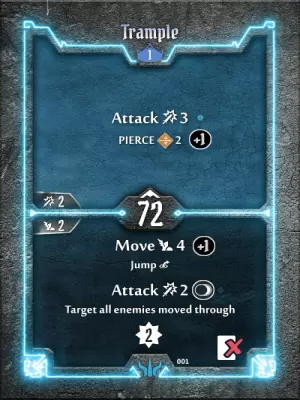 Trample
1
Attack 3
PIERCE 2 +1
2
72
2
Move 4 +1
Jump
Attack 2
Target all enemies moved through
2
001